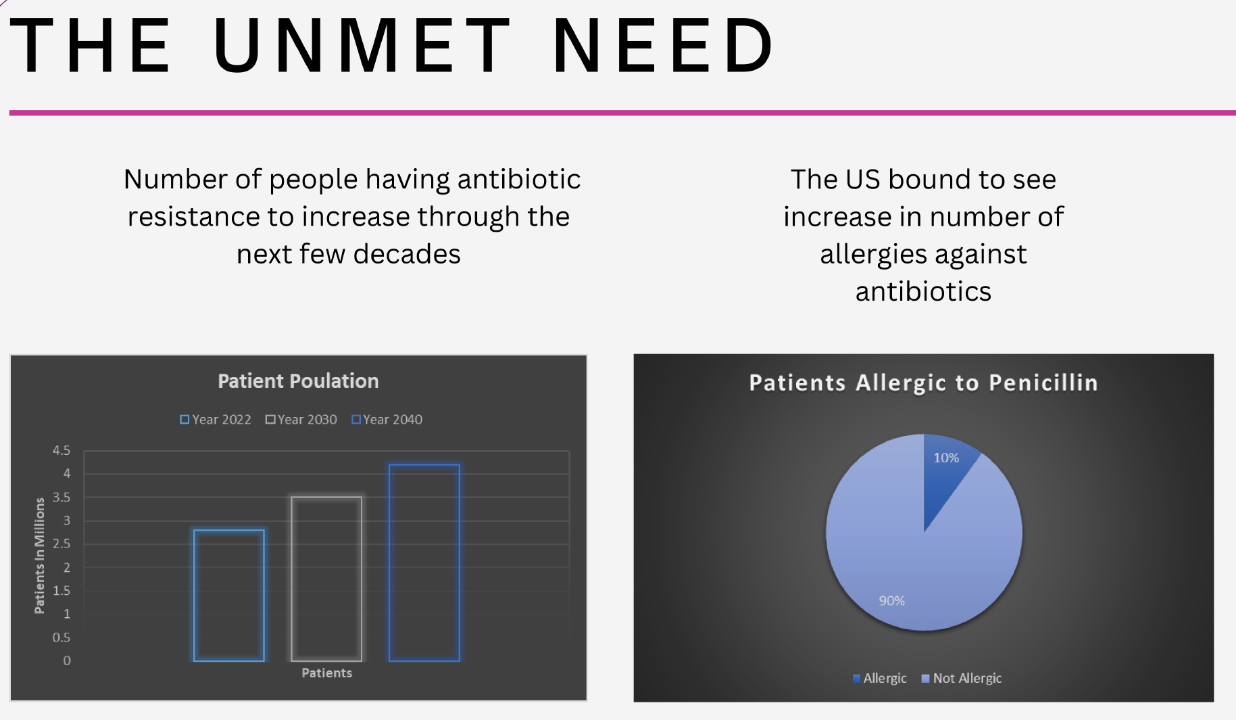 THE UNMET NEED
Number of people having antibiotic
resistance to increase through the
next few decades
The US bound to see
increase in number of
allergies against
antibiotics
Patient Poulation
Year 2022 Year 2030 Year 2040
Patients In Millions
4.5
4
3.5
3
2.5
2
1.5
1
0.5
0
Patients
Patients Allergic to Penicillin
10%
90%
Allergic Not Allergic